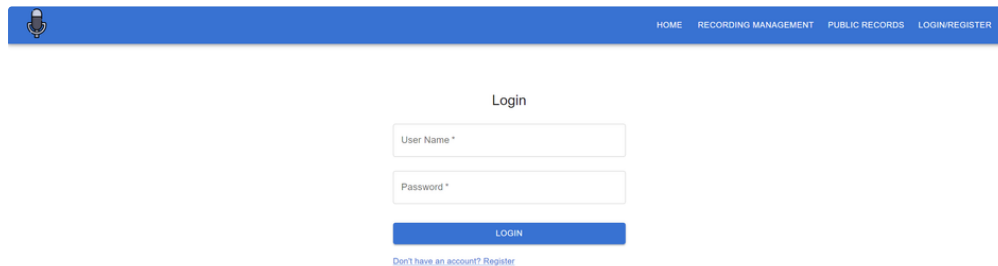 HOME RECORDING MANAGEMENT PUBLIC RECORDS LOGIN/REGISTER
Login
User Name *
Password *
LOGIN
Don't have an account? Register